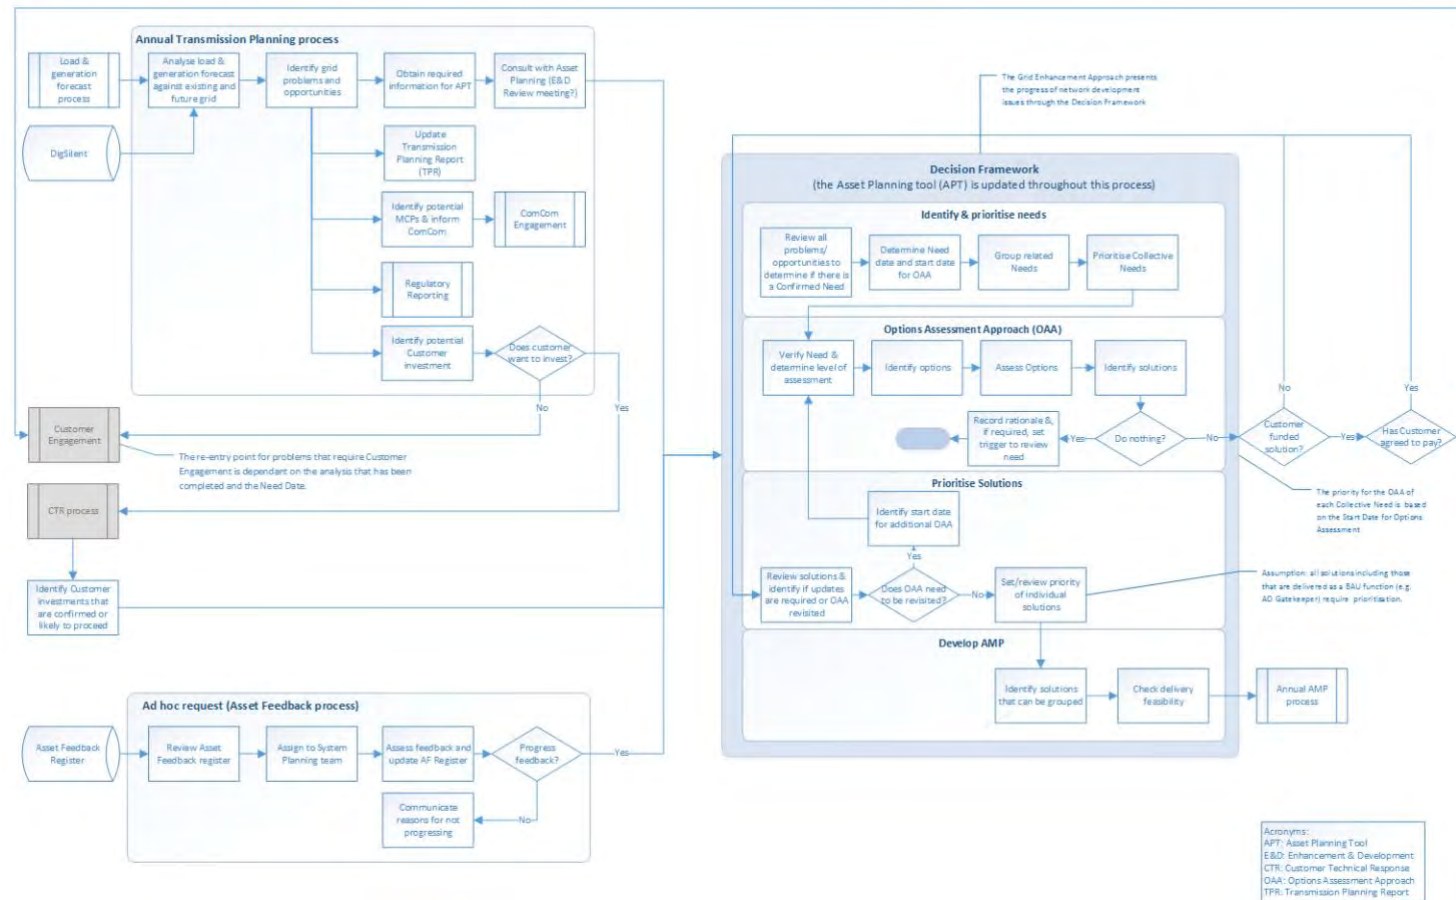 Annual Transmission Planning process
Load &
generation
forecast
process
Analyse load &
generation forecast
against existing and
future grid
Identify grid
problems and
opportunities
Obtain required
information for APT
Consult with Asset
Planning (E&D
Review meeting?)
DigSilent
Update
Transmission
Planning Report
(TPR)
Identify potential
MCPs & inform
ComCom
ComCom
Engagement
Regulatory
Reporting
Identify potential
Customer
investment
Does customer
want to invest?
No
Yes
Customer
Engagement
The re-entry point for problems that require Customer
Engagement is dependant on the analysis that has been
completed and the Need Date.
CTR process
Identify Customer
investments that
are confirmed or
likely to proceed
Ad hoc request (Asset Feedback process)
Asset Feedback
Register
Review Asset
Feedback register
Assign to System
Planning team
Assess feedback and
update AF Register
Progress
feedback?
Yes
No
Communicate
reasons for not
progressing
The Grid Enhancement Approach presents
the progress of network development
issues through the Decision Framework
Decision Framework
(the Asset Planning tool (APT) is updated throughout this process)
Identify & prioritise needs
Review all
problems/
opportunities to
determine if there is
a Confirmed Need
Determine Need
date and start date
for OAA
Group related
Needs
Prioritise Collective
Needs
Options Assessment Approach (OAA)
Verify Need &
determine level of
assessment
Identify options
Assess Options
Identify solutions
Record rationale &,
if required, set
trigger to review
need
Yes
Do nothing?
No
Customer
funded
solution?
No
Yes
Has Customer
agreed to pay?
Yes
The priority for the OAA of
each Collective Need is based
on the Start Date for Options
Assessment
Prioritise Solutions
Identify start date
for additional OAA
Yes
Review solutions &
identify if updates
are required or OAA
revisited
Does OAA need
to be revisited?
No
Set/review priority
of individual
solutions
Assumption: all solutions including those
that are delivered as a BAU function (e.g.
AD Gatekeeper) require prioritisation.
Develop AMP
Identify solutions
that can be grouped
Check delivery
feasibility
Annual AMP
process
Acronyms:
APT: Asset Planning Tool
E&D: Enhancement & Development
CTR: Customer Technical Response
OAA: Options Assessment Approach
TPR: Transmission Planning Report